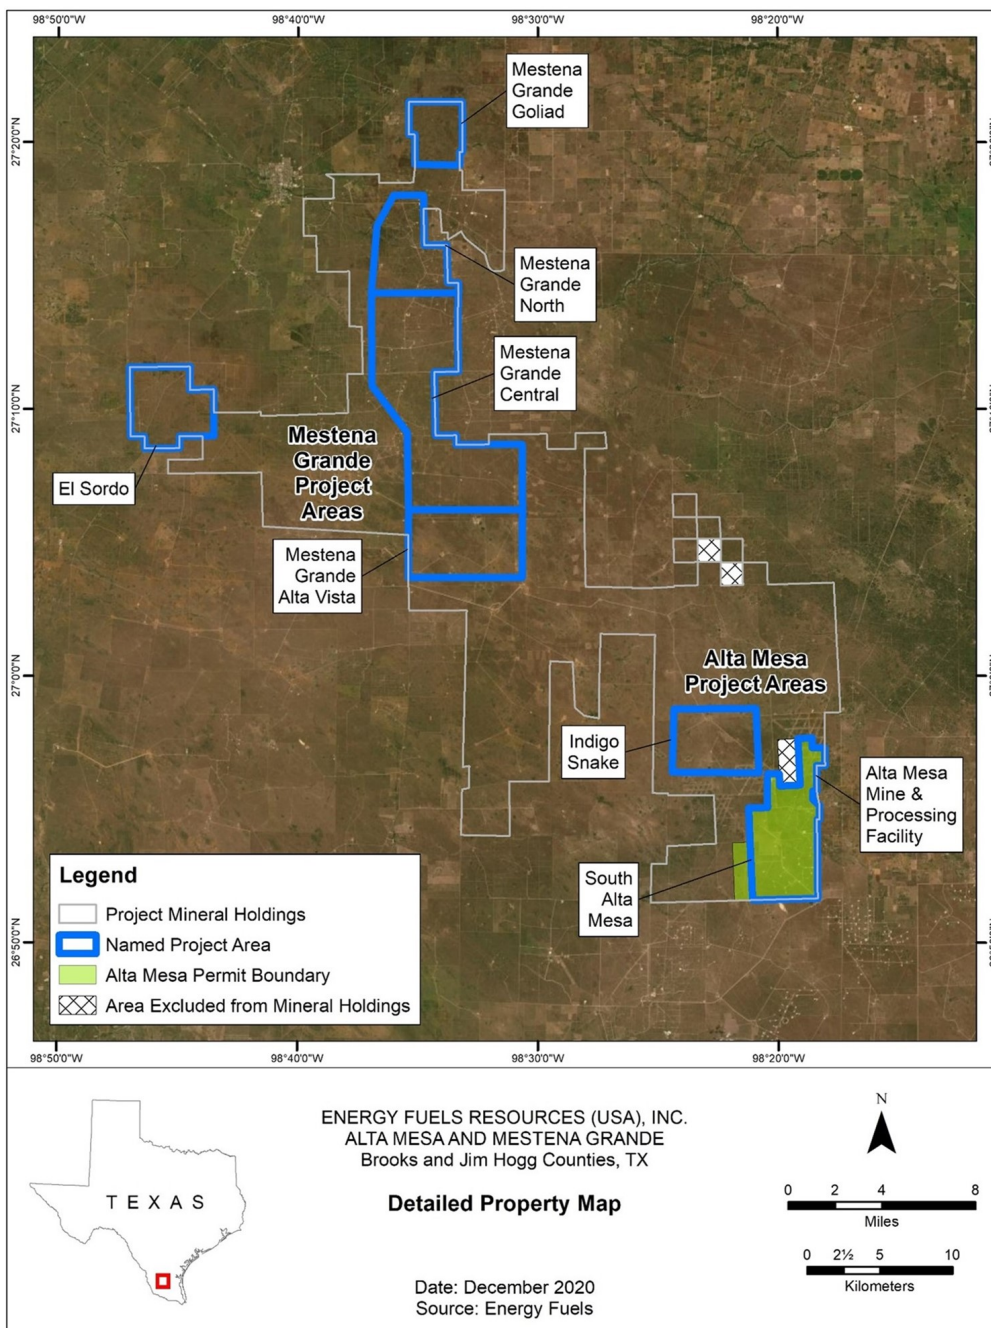 98°50'0"W
98°40'0"W
98°30'0"W
98°20'0"W
27°20'0"N
27°10'0"N
27°0'0"N
26°50'0"N
Mestena
Grande
Goliad
Mestena
Grande
North
Mestena
Grande
Central
Mestena
Grande
Project
Areas
El Sordo
Mestena
Grande
Alta Vista
Alta Mesa
Project Areas
Indigo
Snake
Alta Mesa
Mine &
Processing
Facility
South
Alta
Mesa
Legend
Project Mineral Holdings
Named Project Area
Alta Mesa Permit Boundary
Area Excluded from Mineral Holdings
98°50'0"W
98°40'0"W
98°30'0"W
98°20'0"W
TEXAS
ENERGY FUELS RESOURCES (USA), INC.
ALTA MESA AND MESTENA GRANDE
Brooks and Jim Hogg Counties, TX
Detailed Property Map
Date: December 2020
Source: Energy Fuels
N
0 2 4 8
Miles
0 2½ 5 10
Kilometers